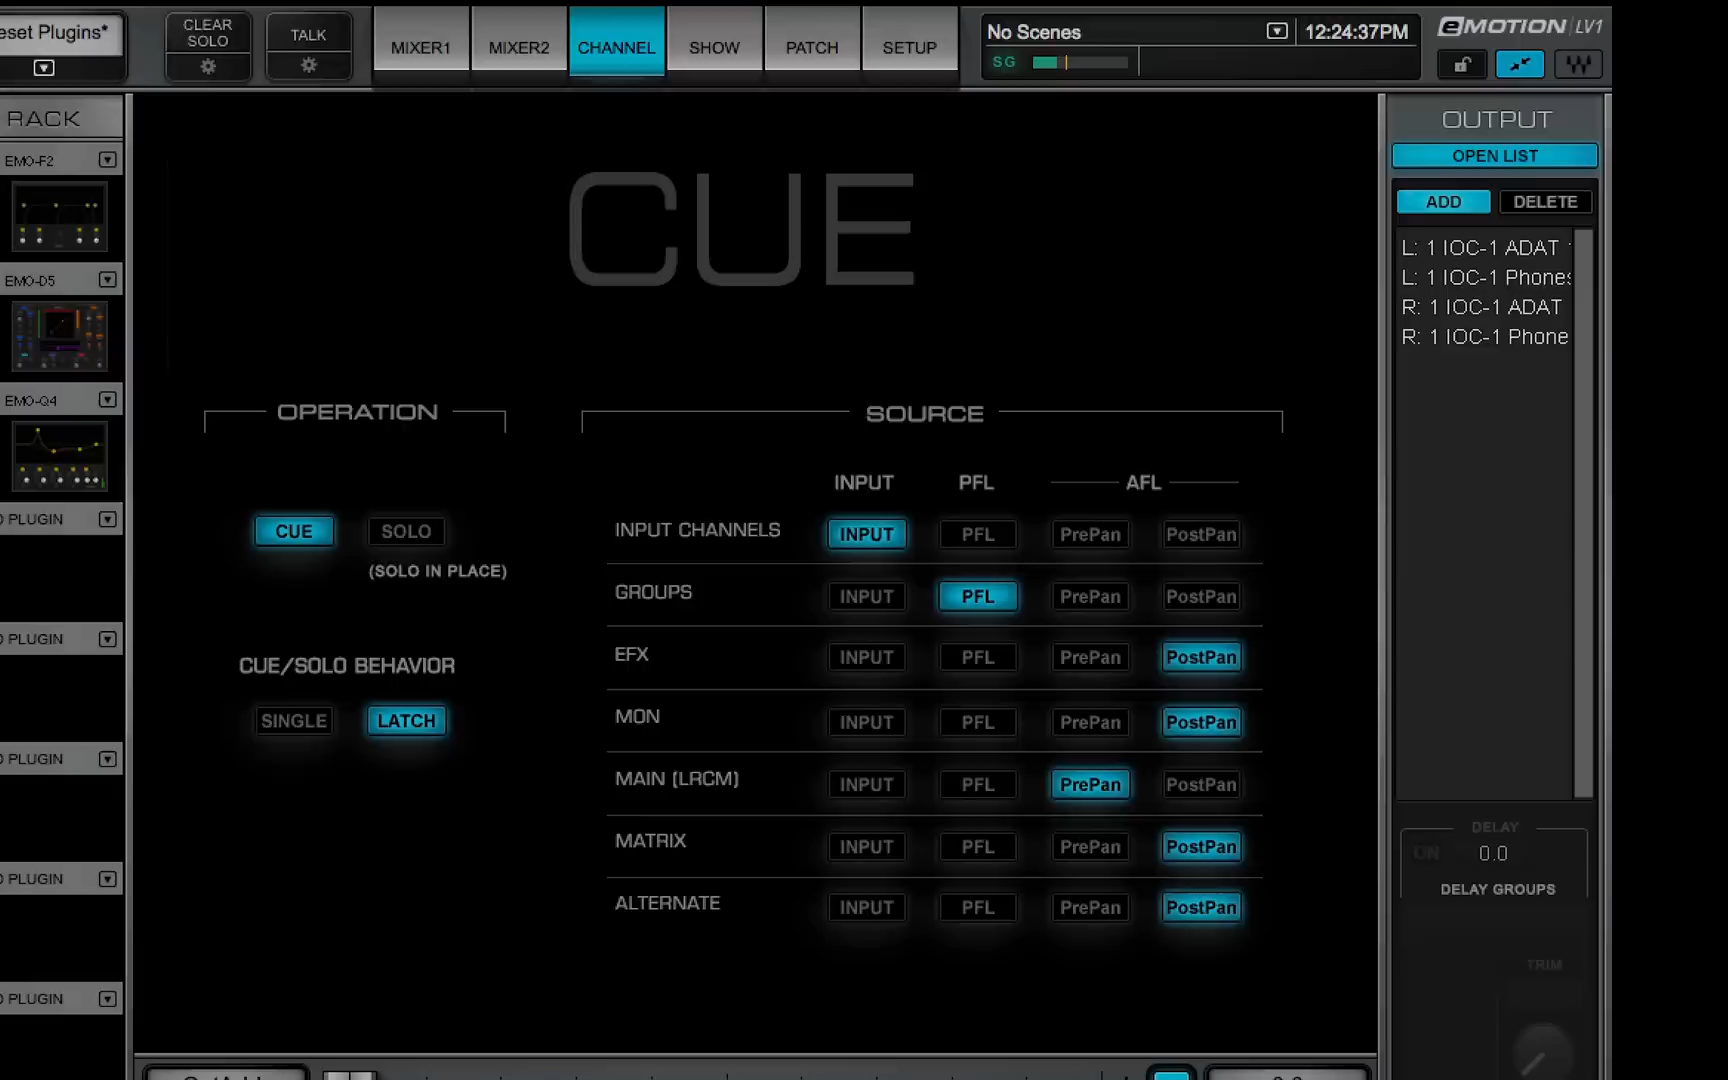 eset Plugins*
CLEAR
SOLO
TALK
MIXER1
MIXER2
CHANNEL
SHOW
PATCH
SETUP
No Scenes
12:24:37PM
SG
eMOTION LV1
RACK
EMO-F2
EMO-D5
EMO-Q4
PLUGIN
PLUGIN
PLUGIN
PLUGIN
PLUGIN
CUE
OPERATION
CUE SOLO
(SOLO IN PLACE)
CUE/SOLO BEHAVIOR
SINGLE LATCH
SOURCE
INPUT PFL AFL
INPUT CHANNELS INPUT PFL PrePan PostPan
GROUPS INPUT PFL PrePan PostPan
EFX INPUT PFL PrePan PostPan
MON INPUT PFL PrePan PostPan
MAIN (LRCM) INPUT PFL PrePan PostPan
MATRIX INPUT PFL PrePan PostPan
ALTERNATE INPUT PFL PrePan PostPan
OUTPUT
OPEN LIST
ADD DELETE
L: 1 IOC-1 ADAT
L: 1 IOC-1 Phones
R: 1 IOC-1 ADAT
R: 1 IOC-1 Phone
DELAY
ON 0.0
DELAY GROUPS
TRIM